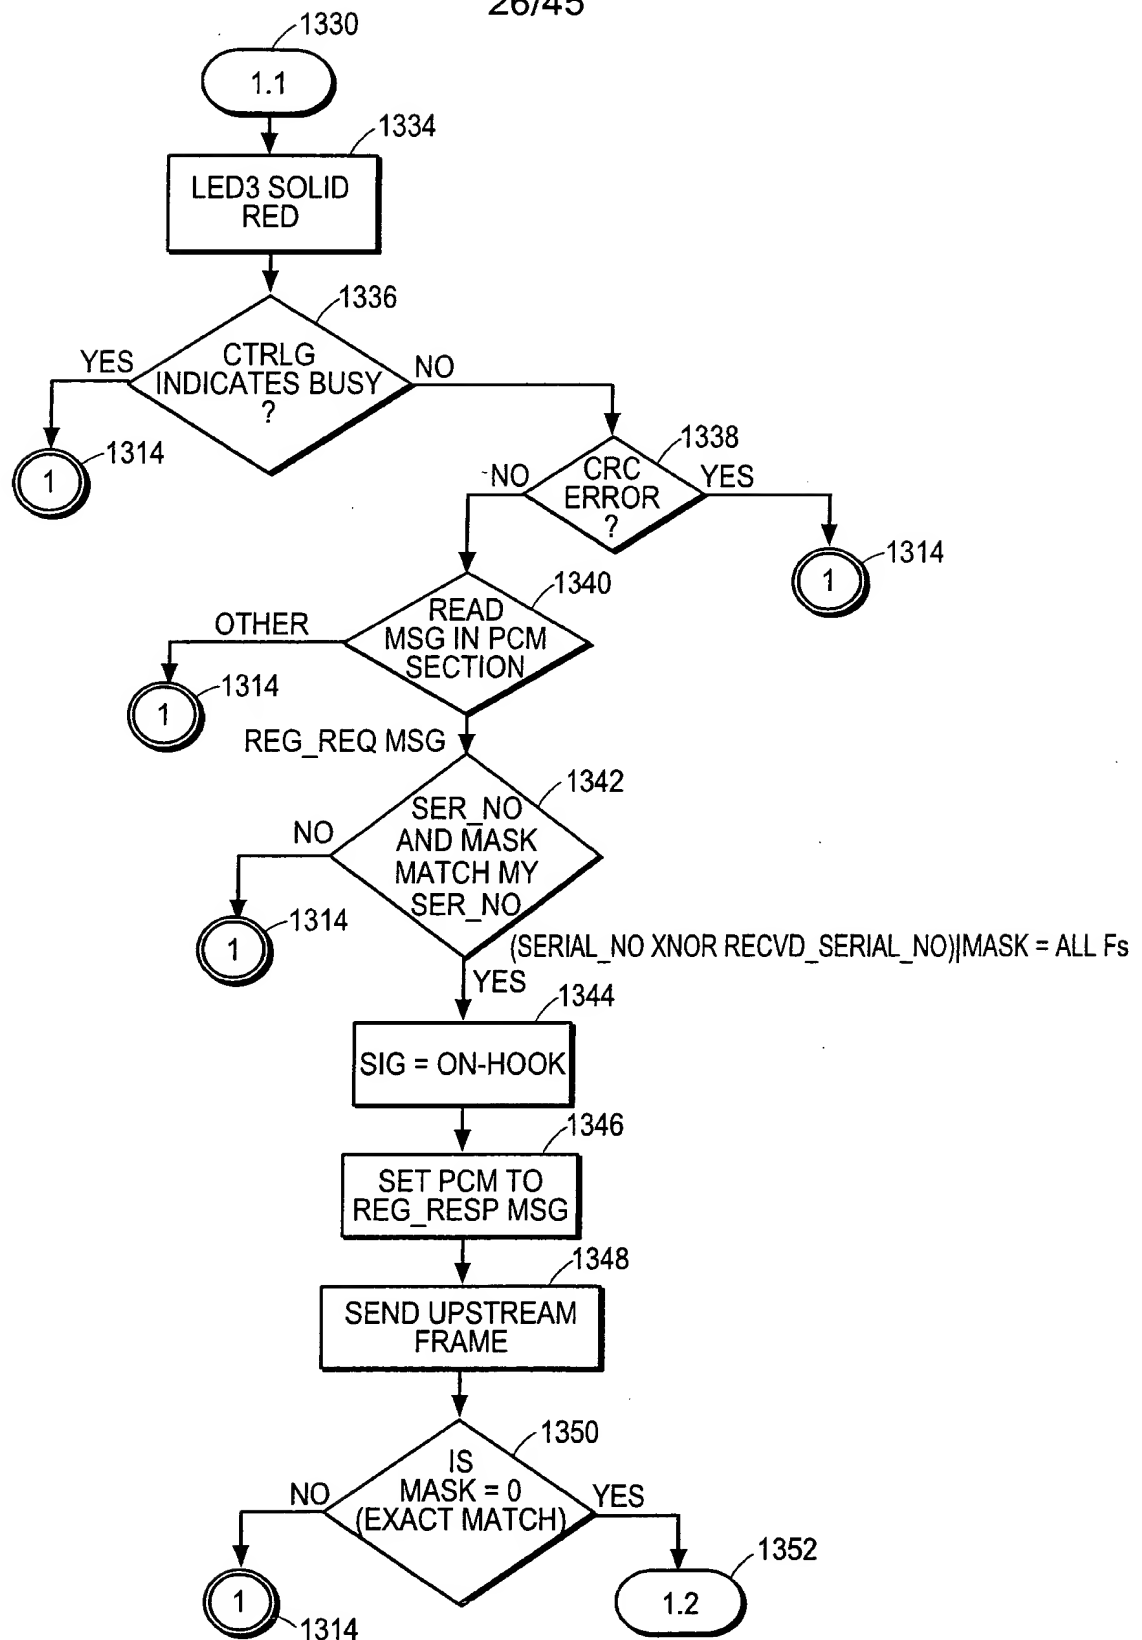 26/45
1330
1.1
1334
LED3 SOLID
RED
1336
CTRLG
INDICATES BUSY
?
YES
NO
1314
1
1338
CRC
ERROR
?
NO
YES
1314
1
1340
READ
MSG IN PCM
SECTION
OTHER
1314
1
REG_REQ MSG
1342
SER_NO
AND MASK
MATCH MY
SER_NO
NO
1314
1
(SERIAL_NO XNOR RECVD_SERIAL_NO)|MASK = ALL Fs
YES
1344
SIG = ON-HOOK
1346
SET PCM TO
REG_RESP MSG
1348
SEND UPSTREAM
FRAME
1350
IS
MASK = 0
(EXACT MATCH)
NO
YES
1352
1
1.2
1314